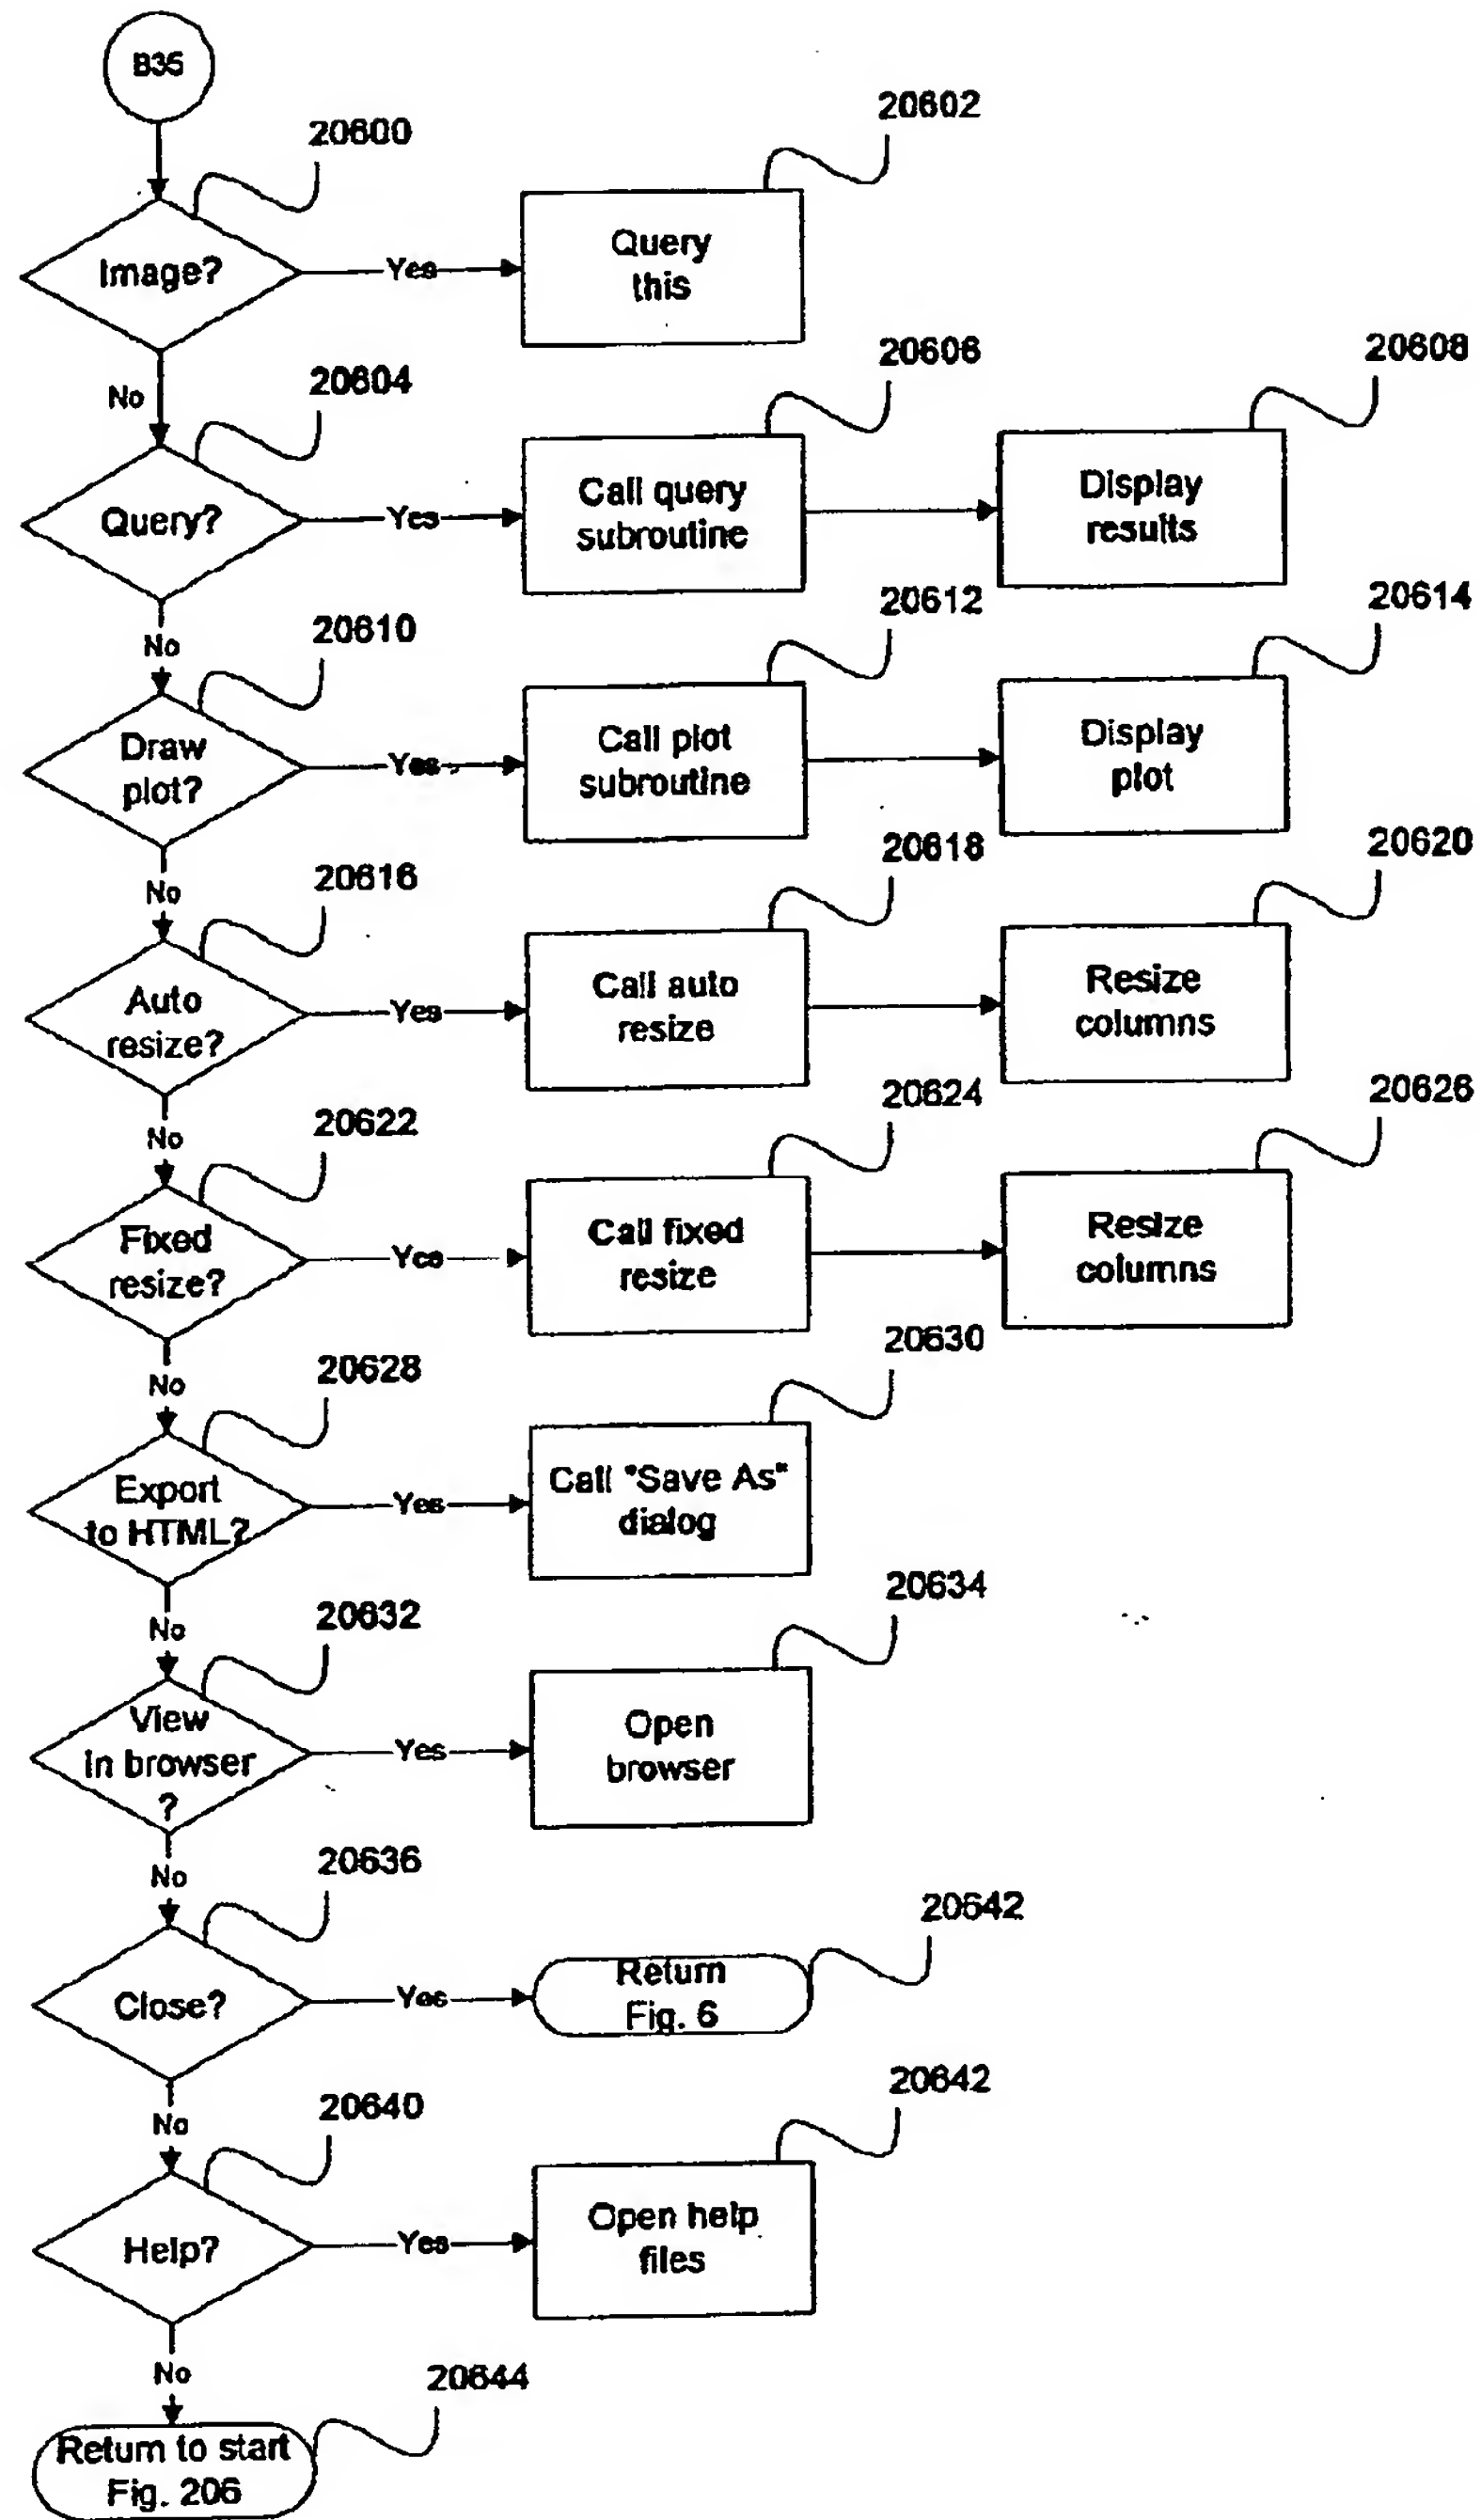 B35
20600
20602
Image?
Yes
Query
this
No
20604
20606
20608
Query?
Yes
Call query
subroutine
Display
results
No
20610
20612
20614
Draw
plot?
Yes
Call plot
subroutine
Display
plot
No
20616
20618
20620
Auto
resize?
Yes
Call auto
resize
Resize
columns
No
20622
20624
20626
Fixed
resize?
Yes
Call fixed
resize
Resize
columns
No
20628
20630
Export
to HTML?
Yes
Call "Save As"
dialog
No
20632
20634
View
in browser
?
Yes
Open
browser
No
20636
20642
Close?
Yes
Return
Fig. 6
No
20640
20642
Help?
Yes
Open help
files
No
20644
Return to start
Fig. 206